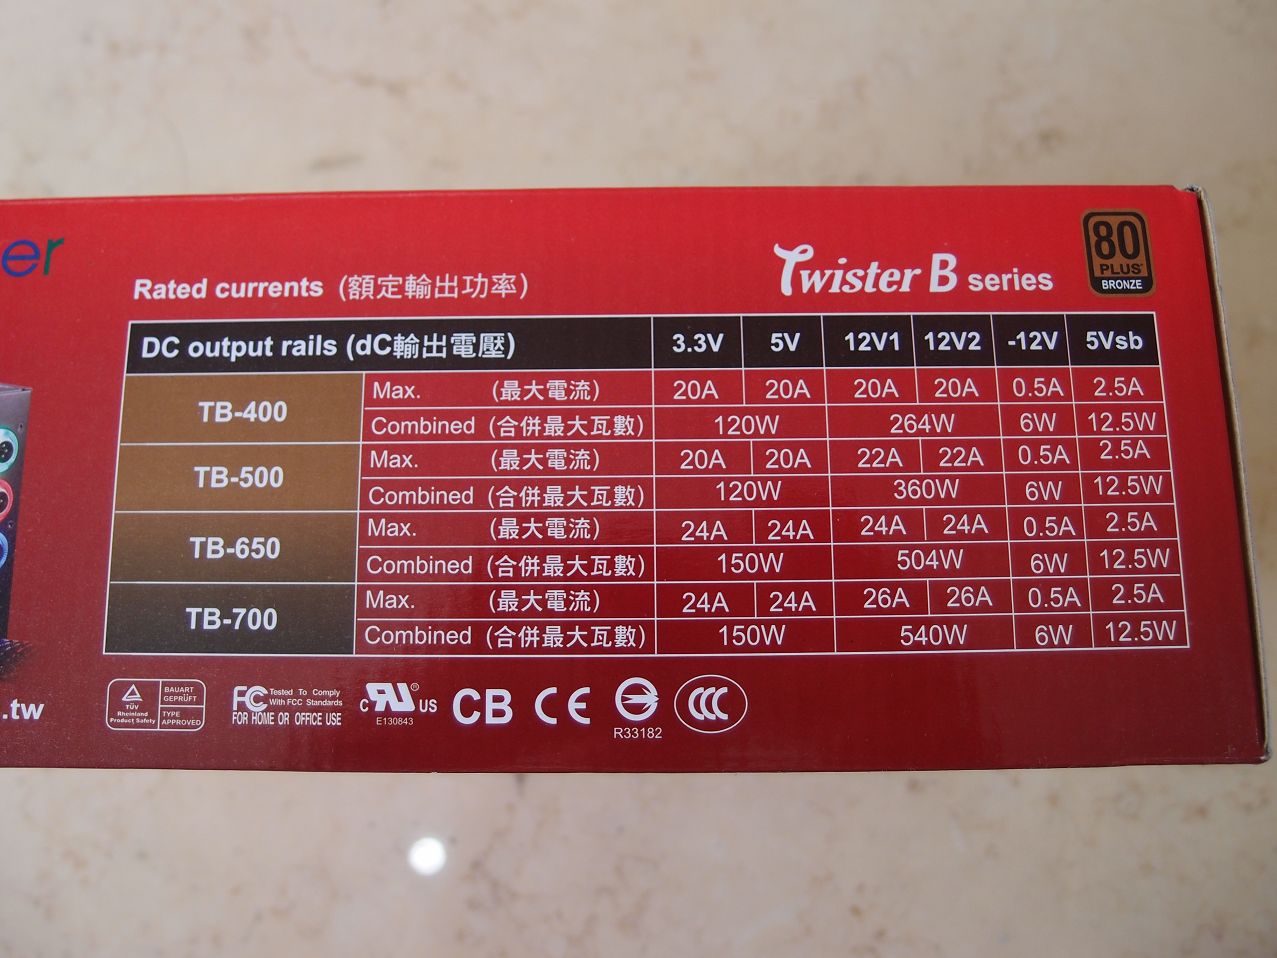 er
Twister B series
80
PLUS
BRONZE
Rated currents (額定輸出功率)
DC output rails (dC輸出電壓) 3.3V 5V 12V1 12V2 -12V 5Vsb
TB-400
Max. (最大電流) 20A 20A 20A 20A 0.5A 2.5A
Combined (合併最大瓦數) 120W 264W 6W 12.5W
TB-500
Max. (最大電流) 20A 20A 22A 22A 0.5A 2.5A
Combined (合併最大瓦數) 120W 360W 6W 12.5W
TB-650
Max. (最大電流) 24A 24A 24A 24A 0.5A 2.5A
Combined (合併最大瓦數) 150W 504W 6W 12.5W
TB-700
Max. (最大電流) 24A 24A 26A 26A 0.5A 2.5A
Combined (合併最大瓦數) 150W 540W 6W 12.5W
.tw
TÜV
Rheinland
Product Safety
BAUART
GEPRÜFT
TYPE
APPROVED
FC Tested To Comply
With FCC Standards
FOR HOME OR OFFICE USE
C UL® US
E130843
CB CE
R33182
CCC